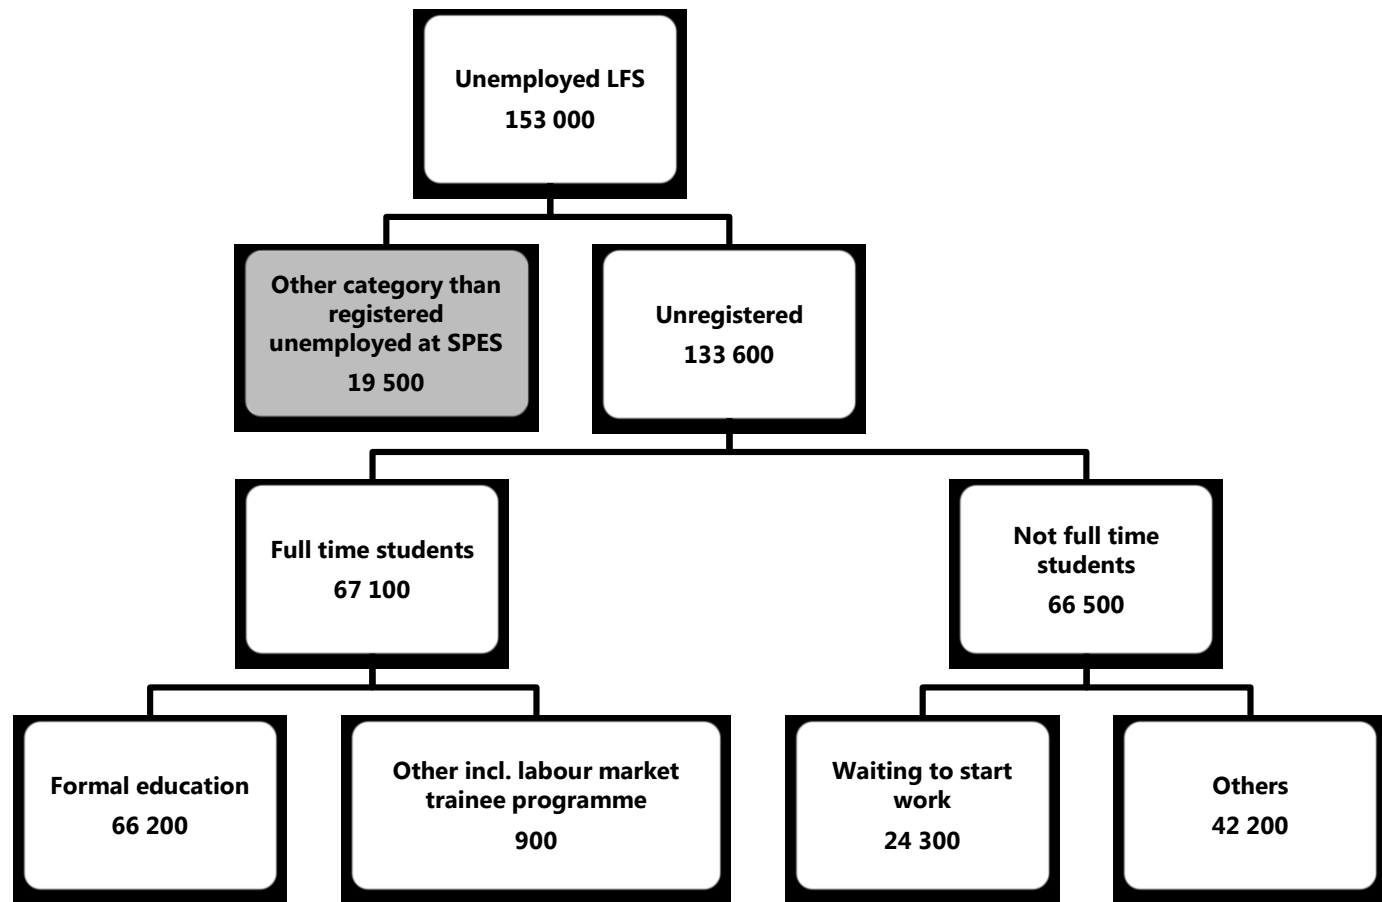 Unemployed LFS
153 000
Other category than
registered
unemployed at SPES
19 500
Unregistered
133 600
Full time students
67 100
Not full time
students
66 500
Formal education
66 200
Other incl. labour market
trainee programme
900
Waiting to start
work
24 300
Others
42 200